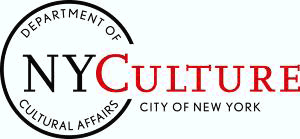 DEPARTMENT OF
NYCULTURE
CULTURAL AFFAIRS
CITY OF NEW YORK